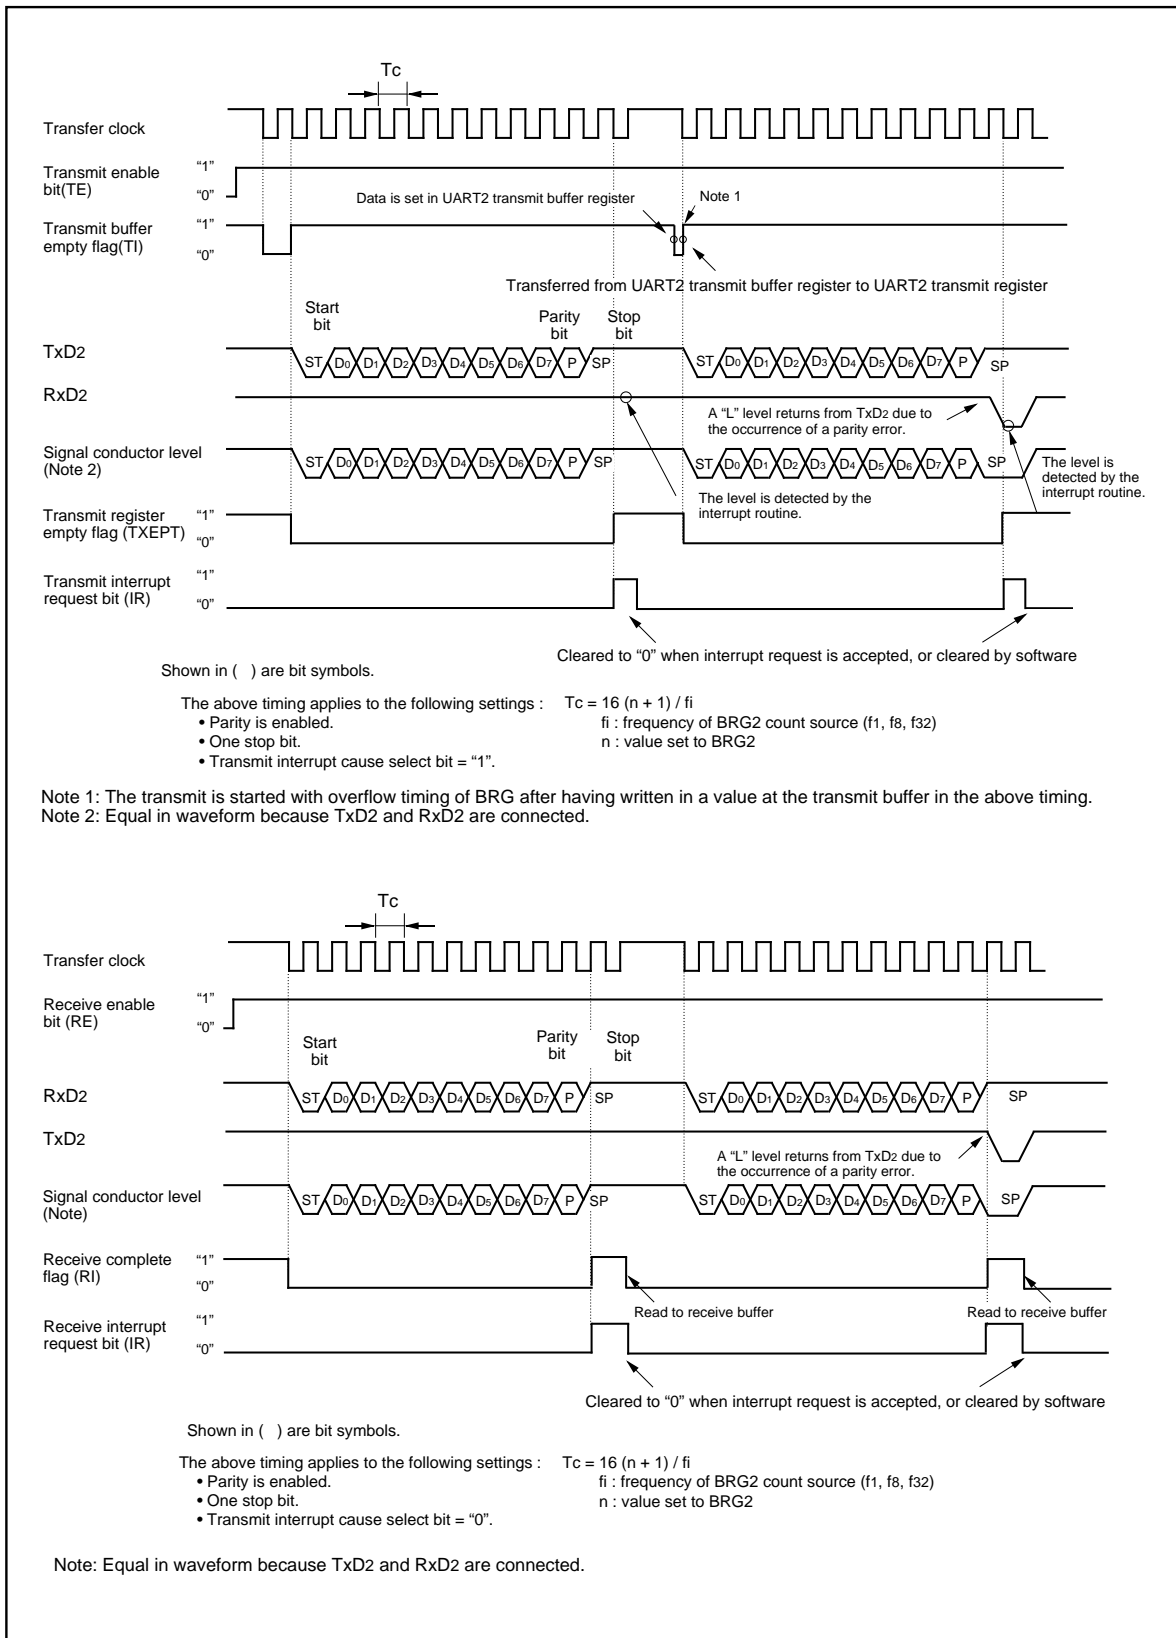 Tc
Transfer clock
Transmit enable
bit(TE)
“1”
“0”
Data is set in UART2 transmit buffer register
Note 1
Transmit buffer
empty flag(TI)
“1”
“0”
Transferred from UART2 transmit buffer register to UART2 transmit register
Start
bit
Parity
bit
Stop
bit
TxD2
ST D0 D1 D2 D3 D4 D5 D6 D7 P SP
ST D0 D1 D2 D3 D4 D5 D6 D7 P SP
RxD2
A “L” level returns from TxD2 due to
the occurrence of a parity error.
Signal conductor level
(Note 2)
ST D0 D1 D2 D3 D4 D5 D6 D7 P SP
ST D0 D1 D2 D3 D4 D5 D6 D7 P SP
The level is
detected by the
interrupt routine.
The level is detected by the
interrupt routine.
Transmit register
empty flag (TXEPT)
“1”
“0”
Transmit interrupt
request bit (IR)
“1”
“0”
Cleared to “0” when interrupt request is accepted, or cleared by software
Shown in ( ) are bit symbols.
The above timing applies to the following settings :
• Parity is enabled.
• One stop bit.
• Transmit interrupt cause select bit = “1”.
Tc = 16 (n + 1) / fi
fi : frequency of BRG2 count source (f1, f8, f32)
n : value set to BRG2
Note 1: The transmit is started with overflow timing of BRG after having written in a value at the transmit buffer in the above timing.
Note 2: Equal in waveform because TxD2 and RxD2 are connected.
Tc
Transfer clock
Receive enable
bit (RE)
“1”
“0”
Start
bit
Parity
bit
Stop
bit
RxD2
ST D0 D1 D2 D3 D4 D5 D6 D7 P SP
ST D0 D1 D2 D3 D4 D5 D6 D7 P SP
TxD2
A “L” level returns from TxD2 due to
the occurrence of a parity error.
Signal conductor level
(Note)
ST D0 D1 D2 D3 D4 D5 D6 D7 P SP
ST D0 D1 D2 D3 D4 D5 D6 D7 P SP
Receive complete
flag (RI)
“1”
“0”
Read to receive buffer
Read to receive buffer
Receive interrupt
request bit (IR)
“1”
“0”
Cleared to “0” when interrupt request is accepted, or cleared by software
Shown in ( ) are bit symbols.
The above timing applies to the following settings :
• Parity is enabled.
• One stop bit.
• Transmit interrupt cause select bit = “0”.
Tc = 16 (n + 1) / fi
fi : frequency of BRG2 count source (f1, f8, f32)
n : value set to BRG2
Note: Equal in waveform because TxD2 and RxD2 are connected.